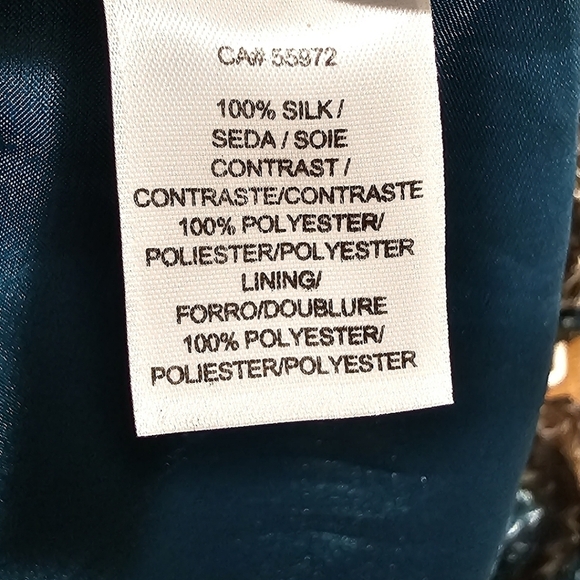 CA# 55972
100% SILK /
SEDA / SOIE
CONTRAST /
CONTRASTE/CONTRASTE
100% POLYESTER/
POLIESTER/POLYESTER
LINING/
FORRO/DOUBLURE
100% POLYESTER/
POLIESTER/POLYESTER